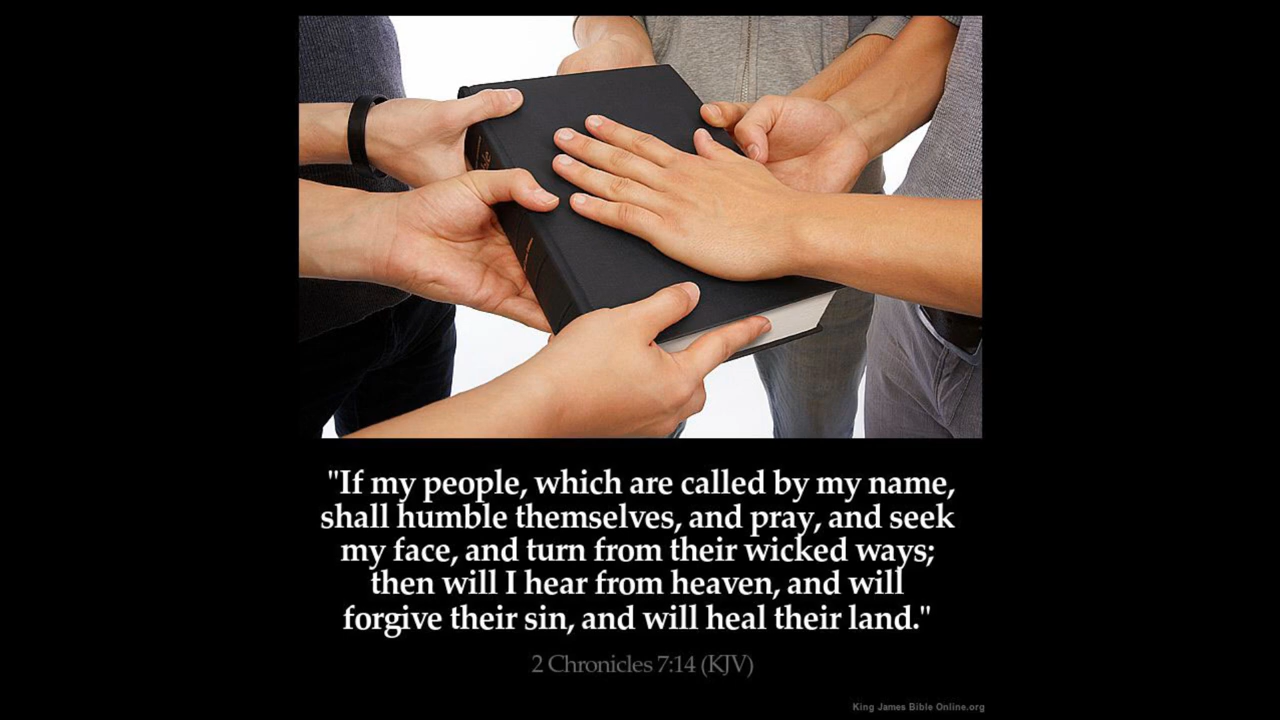 "If my people, which are called by my name,
shall humble themselves, and pray, and seek
my face, and turn from their wicked ways;
then will I hear from heaven, and will
forgive their sin, and will heal their land."
2 Chronicles 7:14 (KJV)
King James Bible Online.org